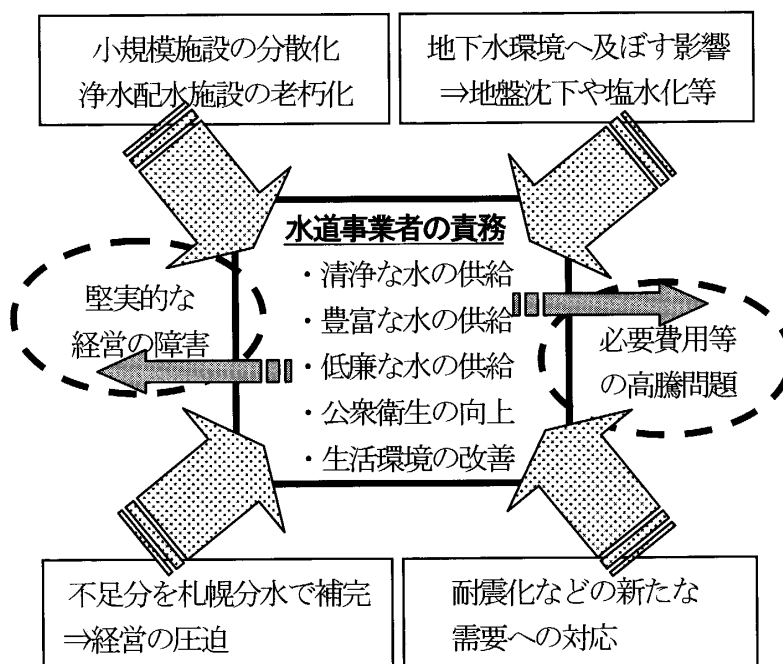 小規模施設の分散化
浄水配水施設の老朽化
地下水環境へ及ぼす影響
⇒地盤沈下や塩水化等
水道事業者の責務
・清浄な水の供給
・豊富な水の供給
・低廉な水の供給
・公衆衛生の向上
・生活環境の改善
堅実的な
経営の障害
必要費用等
の高騰問題
不足分を札幌分水で補完
⇒経営の圧迫
耐震化などの新たな
需要への対応